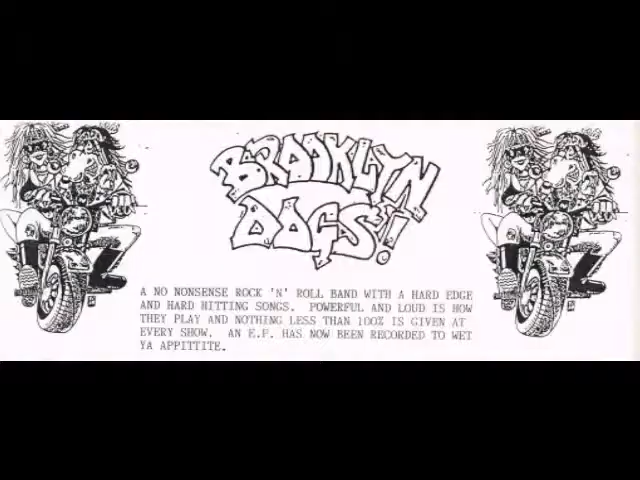 BROOKLYN
DOGS!
A NO NONSENSE ROCK 'N' ROLL BAND WITH A HARD EDGE
AND HARD HITTING SONGS. POWERFUL AND LOUD IS HOW
THEY PLAY AND NOTHING LESS THAN 100% IS GIVEN AT
EVERY SHOW. AN E.P. HAS NOW BEEN RECORDED TO WET
YA APPITTITE.